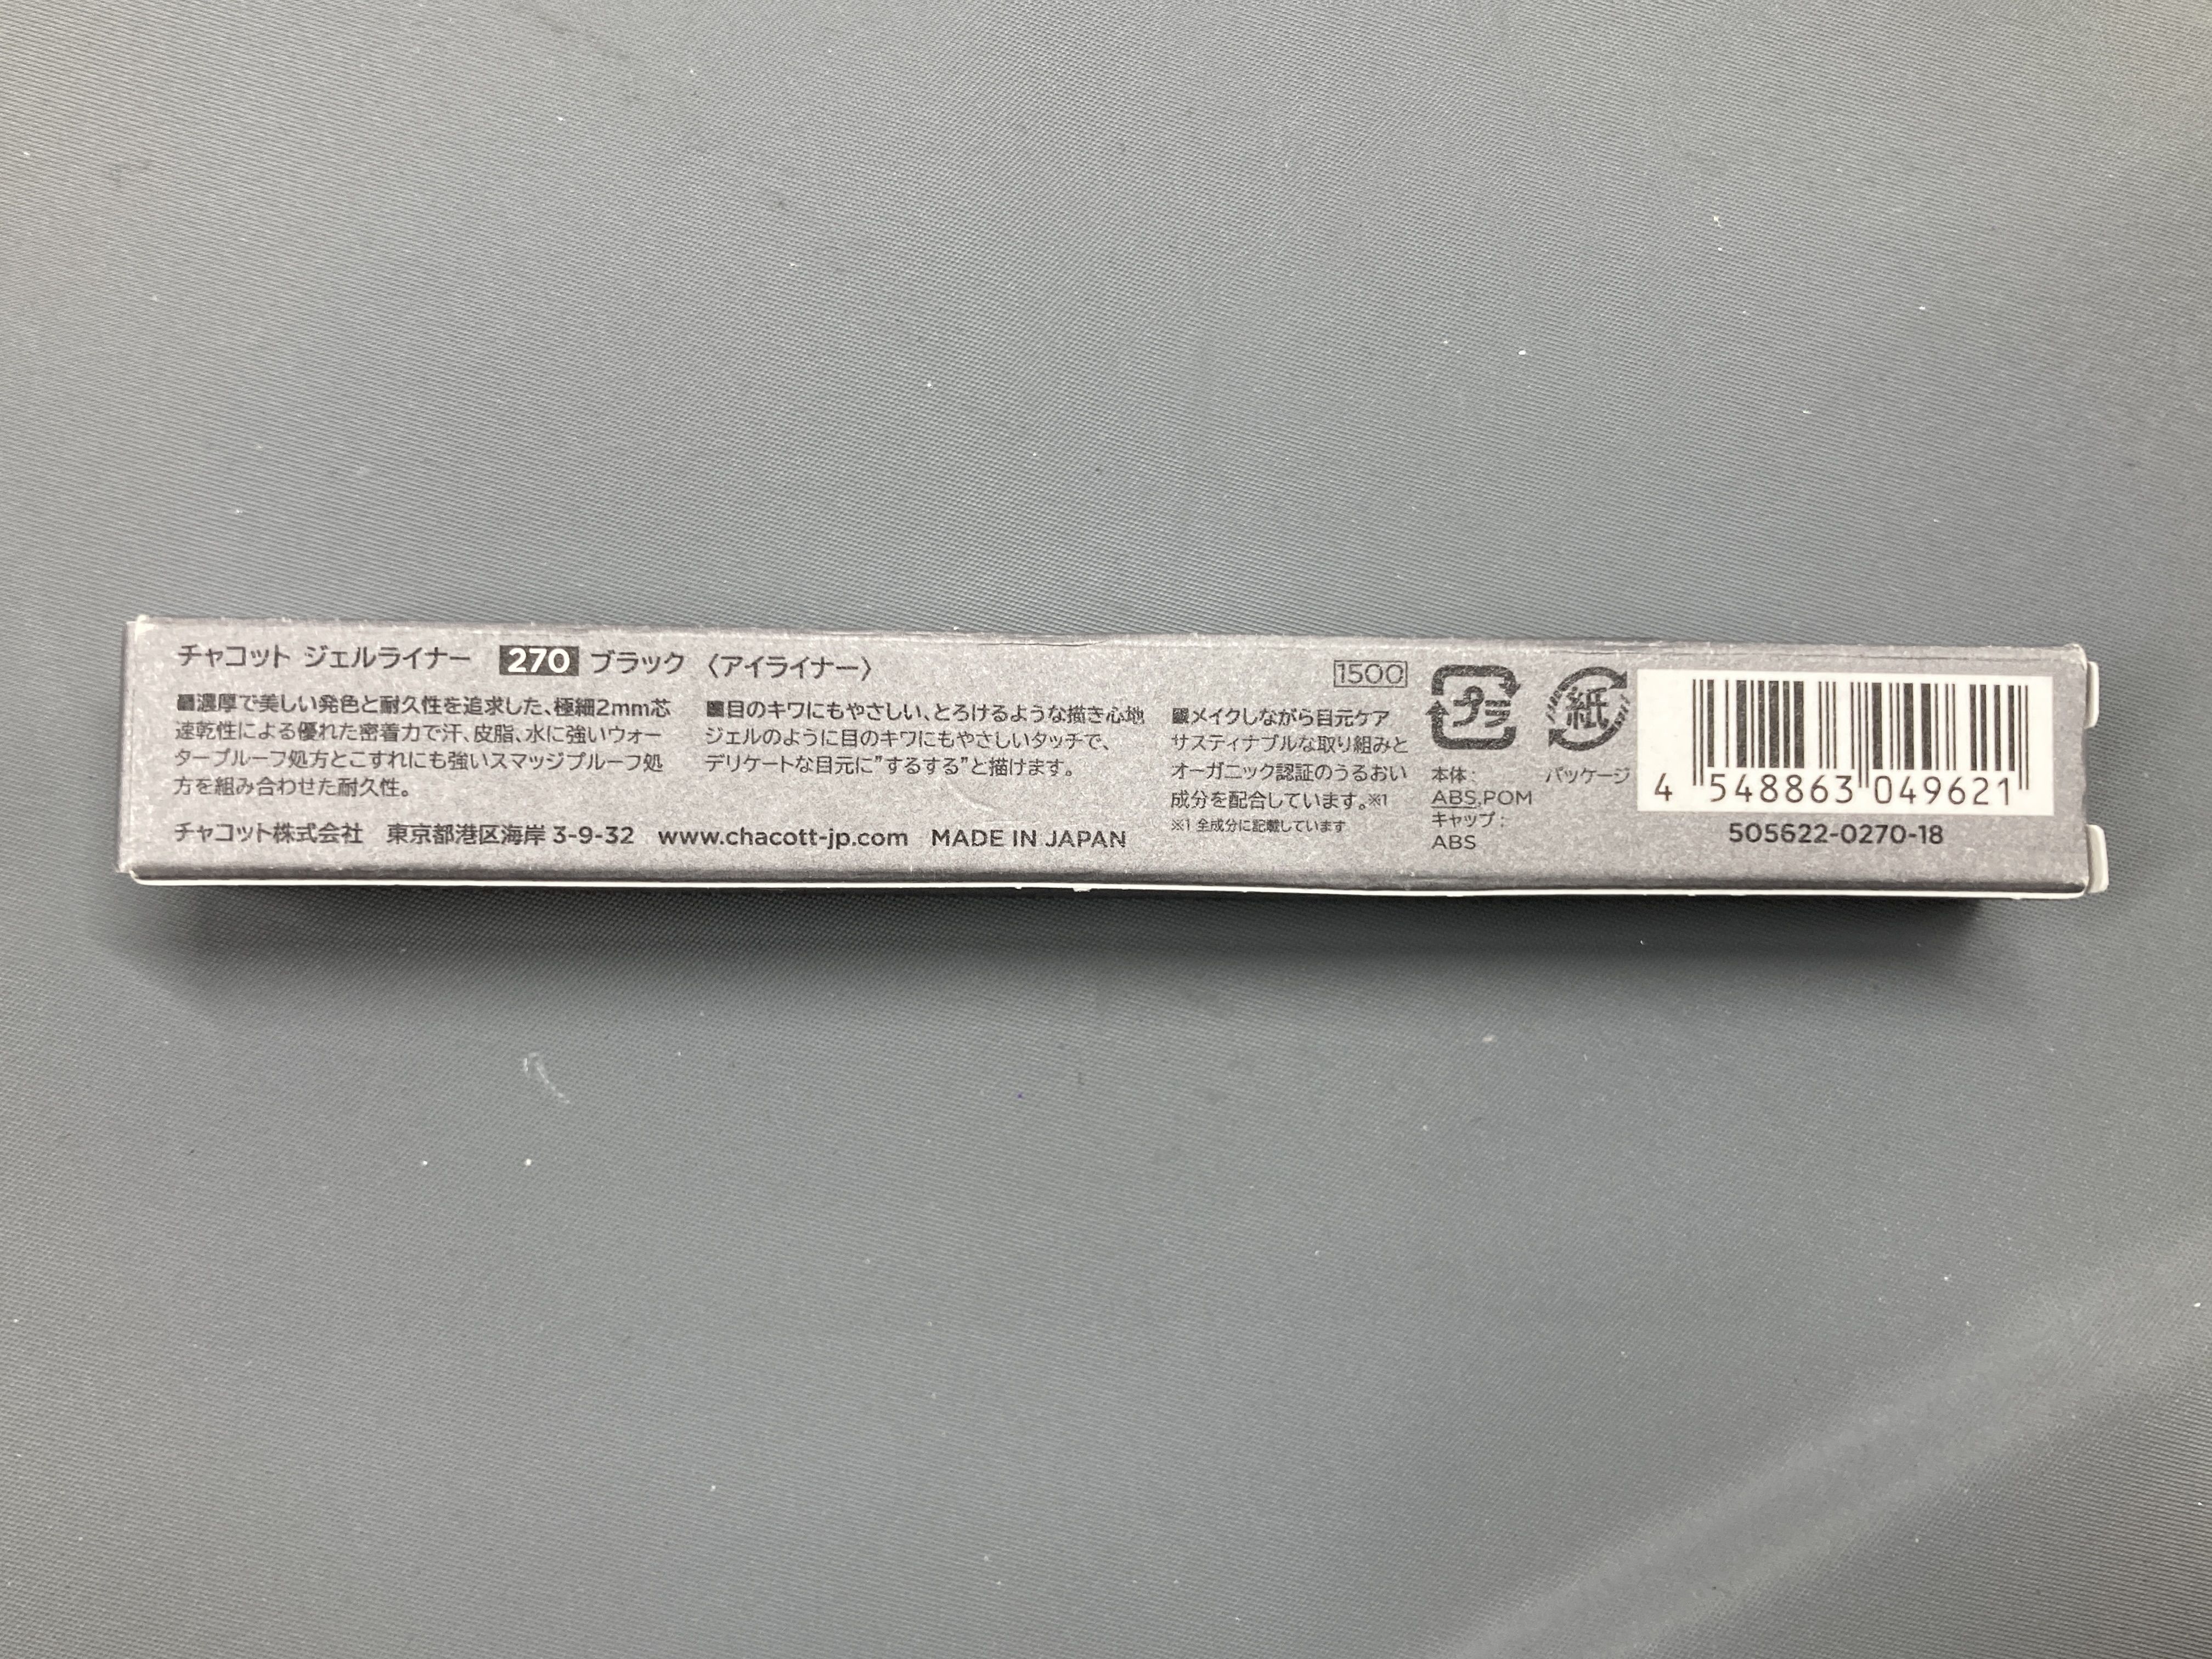 チャコット ジェルライナー 270 ブラック 〈アイライナー〉
■濃厚で美しい発色と耐久性を追求した、極細2mm芯
速乾性による優れた密着力で汗、皮脂、水に強いウォー
タープルーフ処方とこすれにも強いスマッジプルーフ処
方を組み合わせた耐久性。
■目のキワにもやさしい、とろけるような描き心地
ジェルのように目のキワにもやさしいタッチで、
デリケートな目元に"するする"と描けます。
■メイクしながら目元ケア
サスティナブルな取り組みと
オーガニック認証のうるおい
成分を配合しています。※1
※1 全成分に記載しています
チャコット株式会社 東京都港区海岸 3-9-32 www.chacott-jp.com MADE IN JAPAN
1500
プラ
本体:
ABS,POM
キャップ:
ABS
紙
パッケージ
4 548863 049621
505622-0270-18